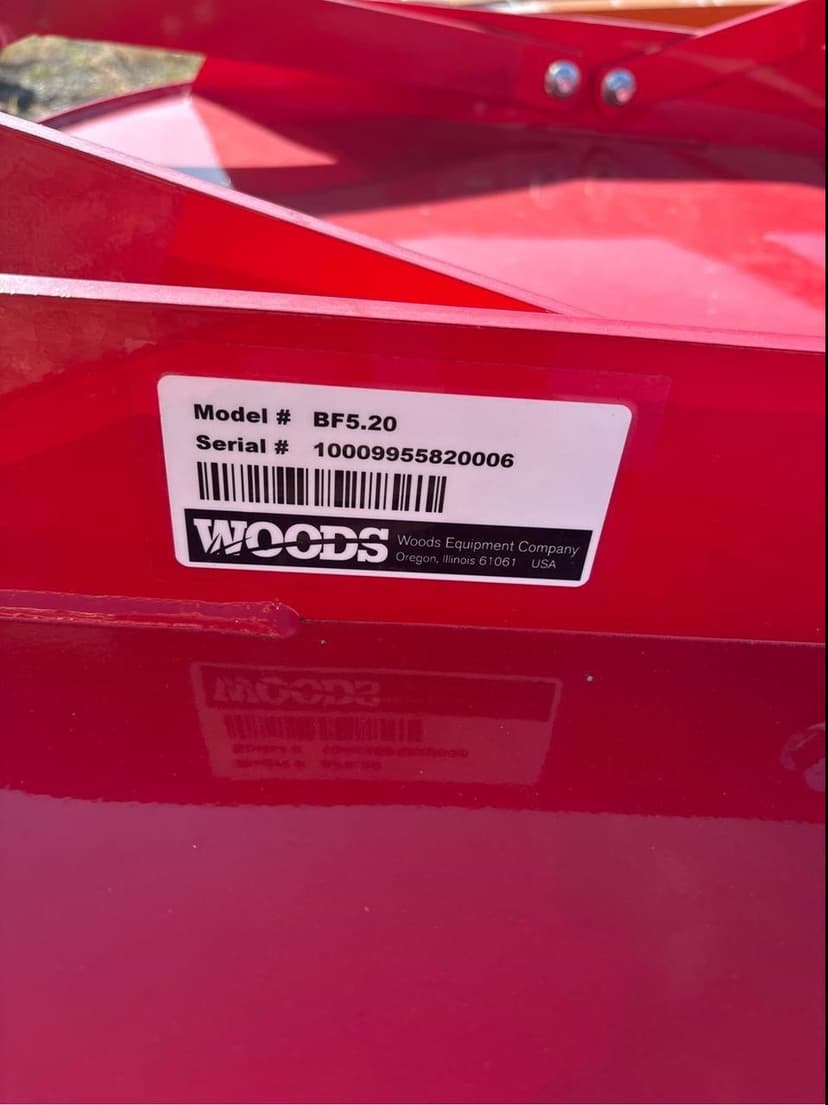 Model # BF5.20
Serial # 10009955820006
WOODS Woods Equipment Company
Oregon, Illinois 61061 USA